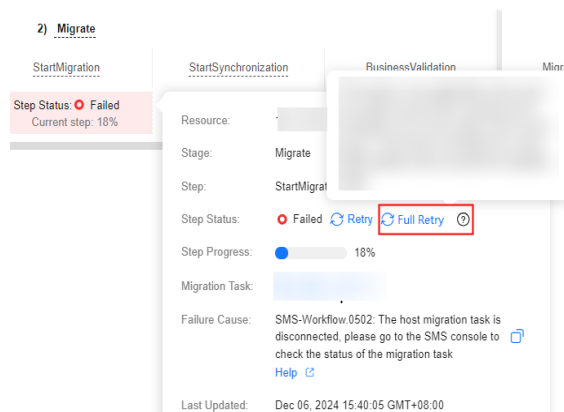 2) Migrate
StartMigration StartSynchronization BusinessValidation
Step Status: Failed
Current step: 18%
Resource:
Stage: Migrate
Step: StartMigrat
Step Status: Failed Retry Full Retry ?
Step Progress: 18%
Migration Task:
Failure Cause: SMS-Workflow.0502: The host migration task is
disconnected, please go to the SMS console to
check the status of the migration task
Help
Last Updated: Dec 06, 2024 15:40:05 GMT+08:00